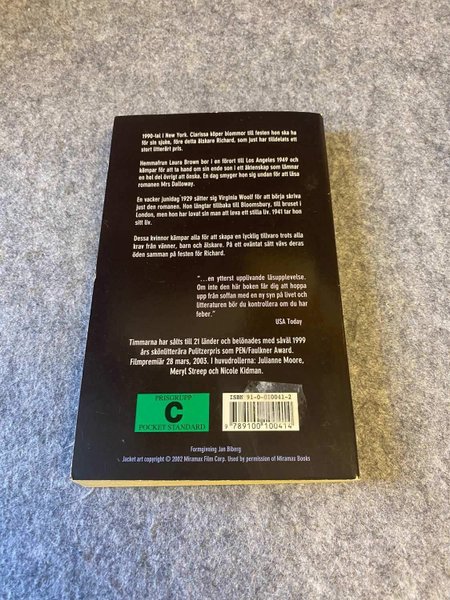 1990-tal i New York. Clarissa köper blommor till festen hon ska ha
för sin sjuke, före detta älskare Richard, som just har tilldelats ett
stort litterärt pris.
Hemmafrun Laura Brown bor i en förort till Los Angeles 1949 och
kämpar för att ta hand om sin ende son i ett äktenskap som lämnar
en hel del övrigt att önska. En dag smyger hon sig undan för att läsa
romanen Mrs Dalloway.
En vacker junidag 1929 sätter sig Virginia Woolf för att börja skriva
just den romanen. Hon längtar tillbaka till Bloomsbury, till bruset i
London, men hon har lovat sin man att leva ett stilla liv. 1941 tar hon
sitt liv.
Dessa kvinnor kämpar alla för att skapa en lycklig tillvaro trots alla
krav från vänner, barn och älskare. På ett oväntat sätt vävs deras
öden samman på festen för Richard.
"...en ytterst upplivande läsupplevelse.
Om inte den här boken får dig att hoppa
upp från soffan med en ny syn på livet och
litteraturen bör du kontrollera om du har
feber."
USA Today
Timmarna har sålts till 21 länder och belönades med såväl 1999
års skönlitterära Pulitzerpris som PEN/Faulkner Award.
Filmpremiär 28 mars, 2003. I huvudrollerna: Julianne Moore,
Meryl Streep och Nicole Kidman.
PRISGRUPP
C
POCKET STANDARD
ISBN 91-0-010041-2
9 789100 100414
Formgivning Jan Biberg
Jacket art copyright © 2002 Miramax Film Corp. Used by permission of Miramax Books